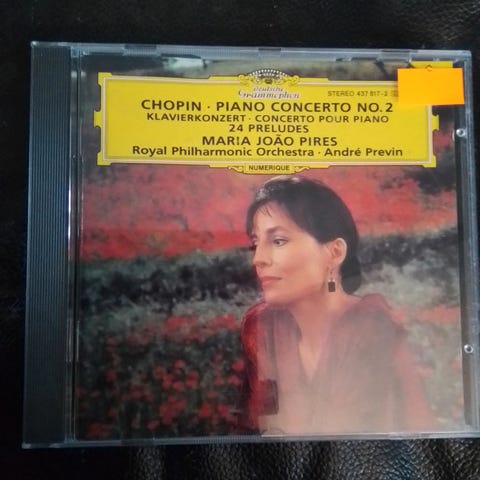 Deutsche
Grammophon
STEREO 437 817-2
CHOPIN · PIANO CONCERTO NO. 2
KLAVIERKONZERT · CONCERTO POUR PIANO
24 PRELUDES
MARIA JOÃO PIRES
Royal Philharmonic Orchestra · André Previn
NUMERIQUE